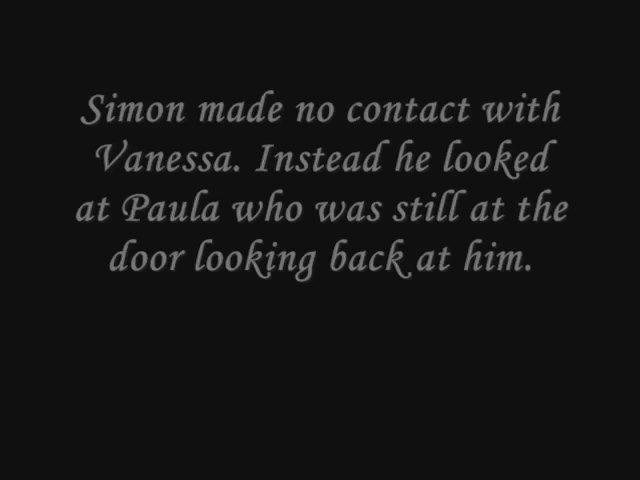 Simon made no contact with
Vanessa. Instead he looked
at Paula who was still at the
door looking back at him.